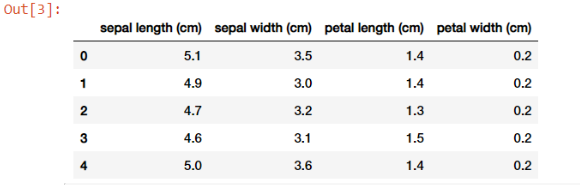 Out[3]:
sepal length (cm) sepal width (cm) petal length (cm) petal width (cm)
0 5.1 3.5 1.4 0.2
1 4.9 3.0 1.4 0.2
2 4.7 3.2 1.3 0.2
3 4.6 3.1 1.5 0.2
4 5.0 3.6 1.4 0.2